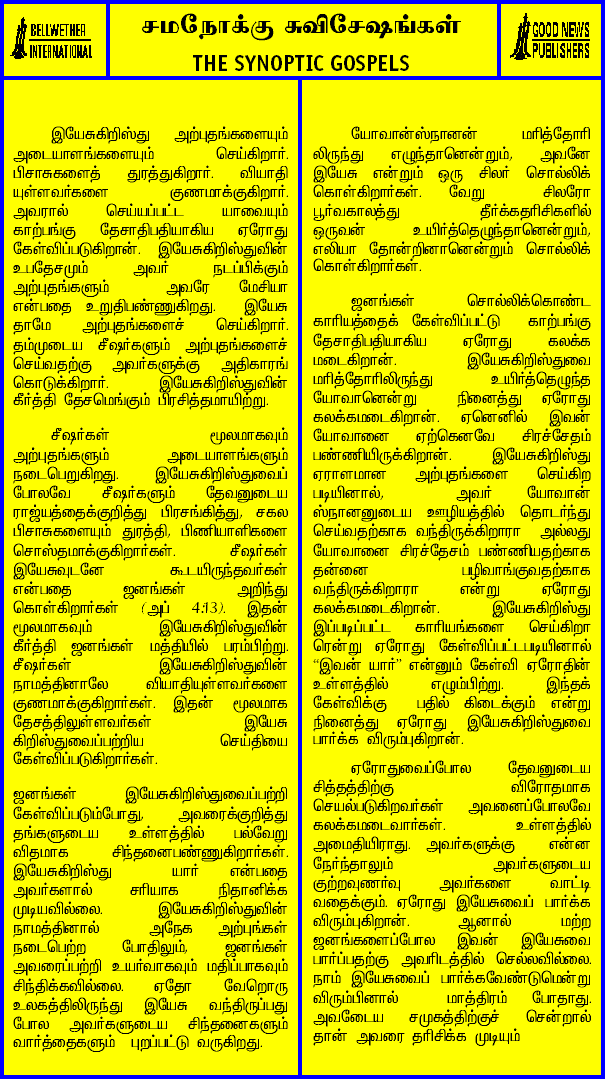 BELLWETHER
INTERNATIONAL
சமநோக்கு சுவிசேஷங்கள்
THE SYNOPTIC GOSPELS
GOOD NEWS
PUBLISHERS
இயேசுகிறிஸ்து அற்புதங்களையும்
அடையாளங்களையும் செய்கிறார்.
பிசாசுகளைத் துரத்துகிறார். வியாதி
யுள்ளவர்களை குணமாக்குகிறார்.
அவரால் செய்யப்பட்ட யாவையும்
காற்பங்கு தேசாதிபதியாகிய ஏரோது
கேள்விப்படுகிறான். இயேசுகிறிஸ்துவின்
உபதேசமும் அவர் நடப்பிக்கும்
அற்புதங்களும் அவரே மேசியா
என்பதை உறுதிபண்ணுகிறது. இயேசு
தாமே அற்புதங்களைச் செய்கிறார்.
தம்முடைய சீஷர்களும் அற்புதங்களைச்
செய்வதற்கு அவர்களுக்கு அதிகாரங்
கொடுக்கிறார். இயேசுகிறிஸ்துவின்
கீர்த்தி தேசமெங்கும் பிரசித்தமாயிற்று.
சீஷர்கள் மூலமாகவும்
அற்புதங்களும் அடையாளங்களும்
நடைபெறுகிறது. இயேசுகிறிஸ்துவைப்
போலவே சீஷர்களும் தேவனுடைய
ராஜ்யத்தைக்குறித்து பிரசங்கித்து, சகல
பிசாசுகளையும் துரத்தி, பிணியாளிகளை
சொஸ்தமாக்குகிறார்கள். சீஷர்கள்
இயேசுவுடனே கூடயிருந்தவர்கள்
என்பதை ஜனங்கள் அறிந்து
கொள்கிறார்கள் (அப் 4:13). இதன்
மூலமாகவும் இயேசுகிறிஸ்துவின்
கீர்த்தி ஜனங்கள் மத்தியில் பரம்பிற்று.
சீஷர்கள் இயேசுகிறிஸ்துவின்
நாமத்தினாலே வியாதியுள்ளவர்களை
குணமாக்குகிறார்கள். இதன் மூலமாக
தேசத்திலுள்ளவர்கள் இயேசு
கிறிஸ்துவைப்பற்றிய செய்தியை
கேள்விப்படுகிறார்கள்.
ஜனங்கள் இயேசுகிறிஸ்துவைப்பற்றி
கேள்விப்படும்போது, அவரைக்குறித்து
தங்களுடைய உள்ளத்தில் பல்வேறு
விதமாக சிந்தனைபண்ணுகிறார்கள்.
இயேசுகிறிஸ்து யார் என்பதை
அவர்களால் சரியாக நிதானிக்க
முடியவில்லை. இயேசுகிறிஸ்துவின்
நாமத்தினால் அநேக அற்புங்கள்
நடைபெற்ற போதிலும், ஜனங்கள்
அவரைப்பற்றி உயர்வாகவும் மதிப்பாகவும்
சிந்திக்கவில்லை. ஏதோ வேறொரு
உலகத்திலிருந்து இயேசு வந்திருப்பது
போல அவர்களுடைய சிந்தனைகளும்
வார்த்தைகளும் புறப்பட்டு வருகிறது.
யோவான்ஸ்நானன் மரித்தோரி
லிருந்து எழுந்தானென்றும், அவனே
இயேசு என்றும் ஒரு சிலர் சொல்லிக்
கொள்கிறார்கள். வேறு சிலரோ
பூர்வகாலத்து தீர்க்கதரிசிகளில்
ஒருவன் உயிர்த்தெழுந்தானென்றும்,
எலியா தோன்றினானென்றும் சொல்லிக்
கொள்கிறார்கள்.
ஜனங்கள் சொல்லிக்கொண்ட
காரியத்தைக் கேள்விப்பட்டு காற்பங்கு
தேசாதிபதியாகிய ஏரோது கலக்க
மடைகிறான். இயேசுகிறிஸ்துவை
மரித்தோரிலிருந்து உயிர்த்தெழுந்த
யோவானென்று நினைத்து ஏரோது
கலக்கமடைகிறான். ஏனெனில் இவன்
யோவானை ஏற்கெனவே சிரச்சேதம்
பண்ணியிருக்கிறான். இயேசுகிறிஸ்து
ஏராளமான அற்புதங்களை செய்கிற
படியினால், அவர் யோவான்
ஸ்நானனுடைய ஊழியத்தில் தொடர்ந்து
செய்வதற்காக வந்திருக்கிறாரா அல்லது
யோவானை சிரச்தேசம் பண்ணியதற்காக
தன்னை பழிவாங்குவதற்காக
வந்திருக்கிறாரா என்று ஏரோது
கலக்கமடைகிறான். இயேசுகிறிஸ்து
இப்படிப்பட்ட காரியங்களை செய்கிறா
ரென்று ஏரோது கேள்விப்பட்டபடியினால்
“இவன் யார்” என்னும் கேள்வி ஏரோதின்
உள்ளத்தில் எழும்பிற்று. இந்தக்
கேள்விக்கு பதில் கிடைக்கும் என்று
நினைத்து ஏரோது இயேசுகிறிஸ்துவை
பார்க்க விரும்புகிறான்.
ஏரோதுவைப்போல தேவனுடைய
சித்தத்திற்கு விரோதமாக
செயல்படுகிறவர்கள் அவனைப்போலவே
கலக்கமடைவார்கள். உள்ளத்தில்
அமைதியிராது. அவர்களுக்கு என்ன
நேர்ந்தாலும் அவர்களுடைய
குற்றவுணர்வு அவர்களை வாட்டி
வதைக்கும். ஏரோது இயேசுவைப் பார்க்க
விரும்புகிறான். ஆனால் மற்ற
ஜனங்களைப்போல இவன் இயேசுவை
பார்ப்பதற்கு அவரிடத்தில் செல்லவில்லை.
நாம் இயேசுவைப் பார்க்கவேண்டுமென்று
விரும்பினால் மாத்திரம் போதாது.
அவடேைய சமுகத்திற்குச் சென்றால்
தான் அவரை தரிசிக்க முடியும்